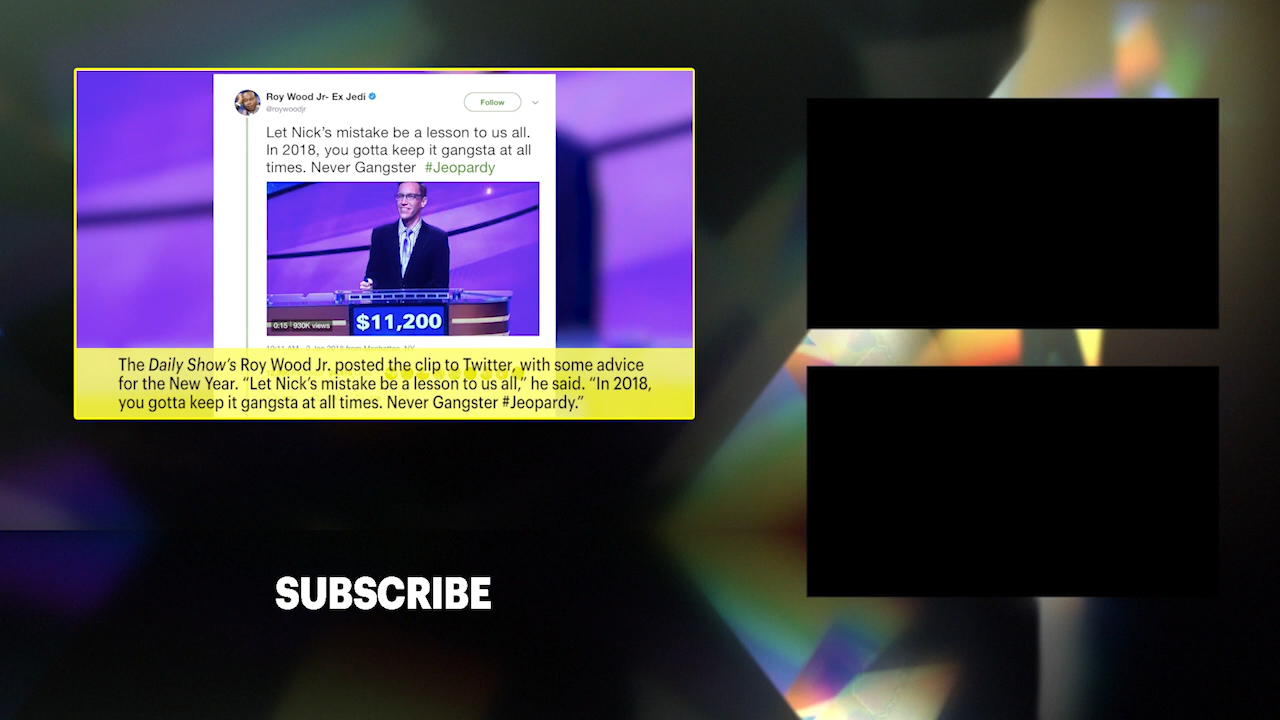 Roy Wood Jr- Ex Jedi
@roywoodjr
Follow
Let Nick's mistake be a lesson to us all.
In 2018, you gotta keep it gangsta at all
times. Never Gangster #Jeopardy
0:15 930K views
$11,200
The Daily Show's Roy Wood Jr. posted the clip to Twitter, with some advice
for the New Year. “Let Nick's mistake be a lesson to us all,” he said. “In 2018,
you gotta keep it gangsta at all times. Never Gangster #Jeopardy.”
SUBSCRIBE